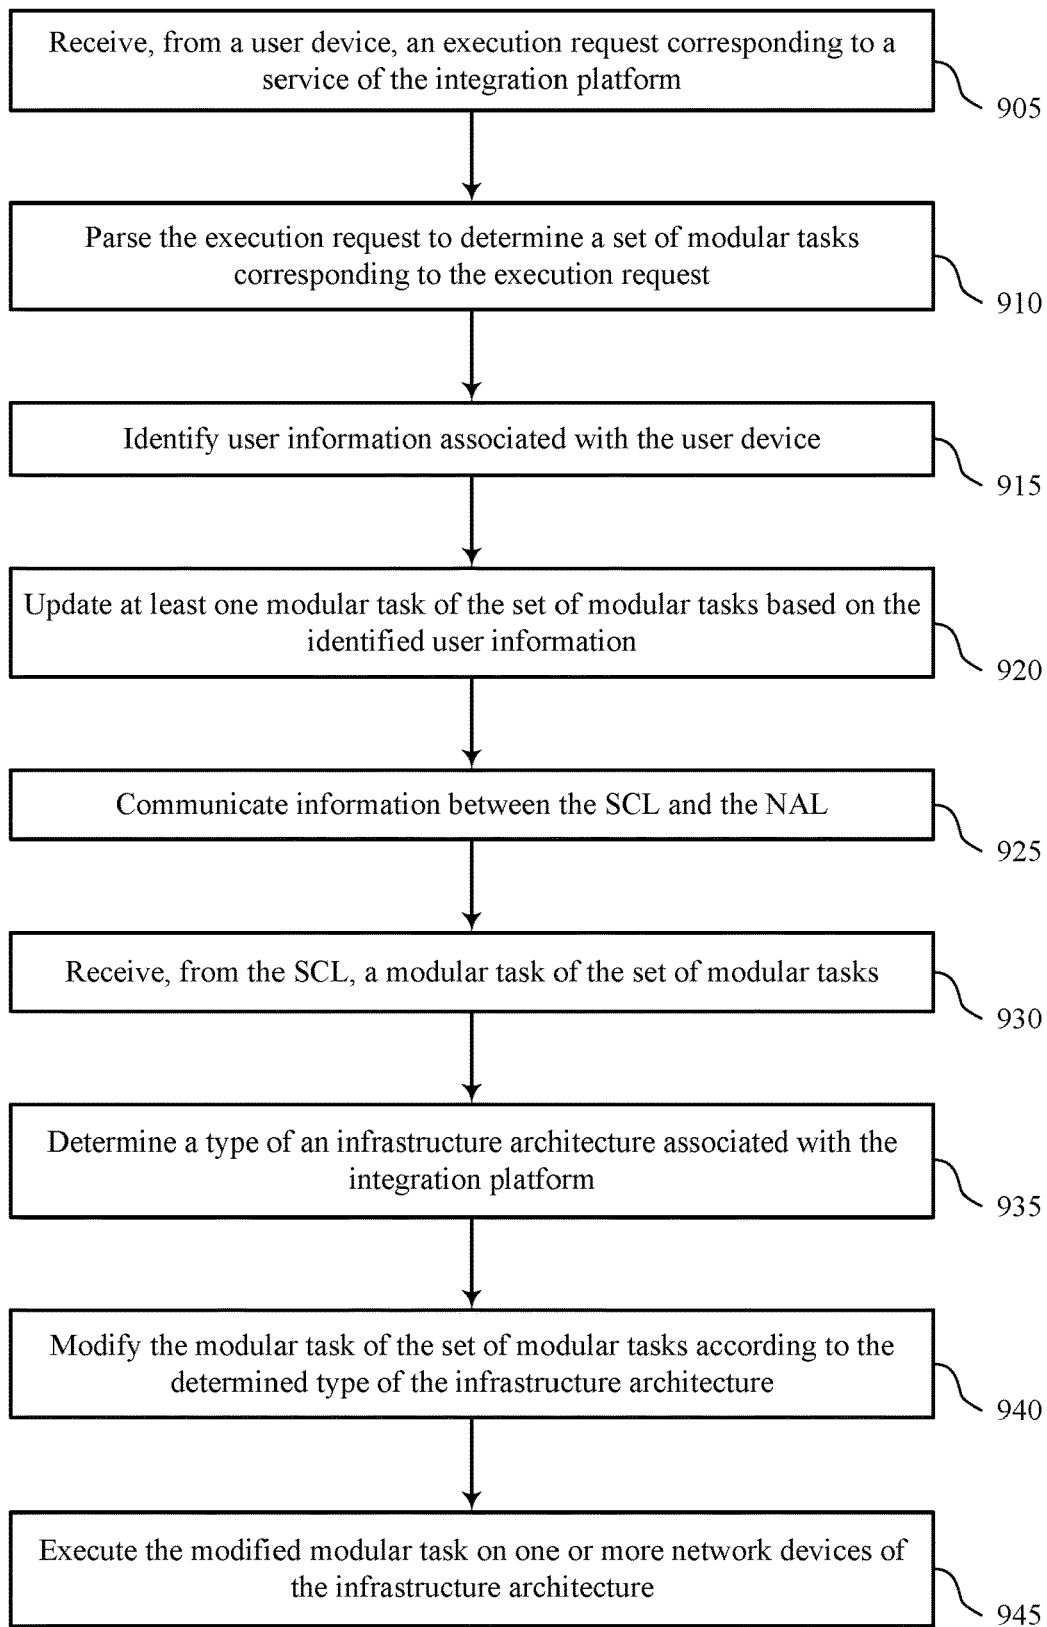 Receive, from a user device, an execution request corresponding to a
service of the integration platform
905
Parse the execution request to determine a set of modular tasks
corresponding to the execution request
910
Identify user information associated with the user device
915
Update at least one modular task of the set of modular tasks based on the
identified user information
920
Communicate information between the SCL and the NAL
925
Receive, from the SCL, a modular task of the set of modular tasks
930
Determine a type of an infrastructure architecture associated with the
integration platform
935
Modify the modular task of the set of modular tasks according to the
determined type of the infrastructure architecture
940
Execute the modified modular task on one or more network devices of
the infrastructure architecture
945